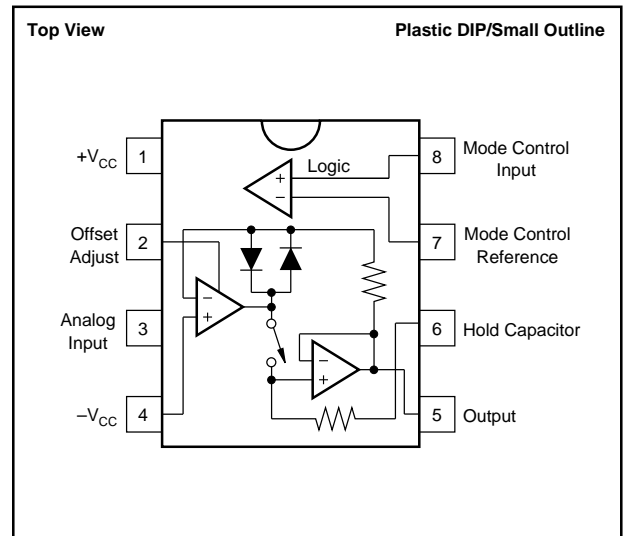 Top View
Plastic DIP/Small Outline
+VCC 1
Offset
Adjust 2
Analog
Input 3
–VCC 4
Logic
+
–
–
+
–
+
8 Mode Control
Input
7 Mode Control
Reference
6 Hold Capacitor
5 Output